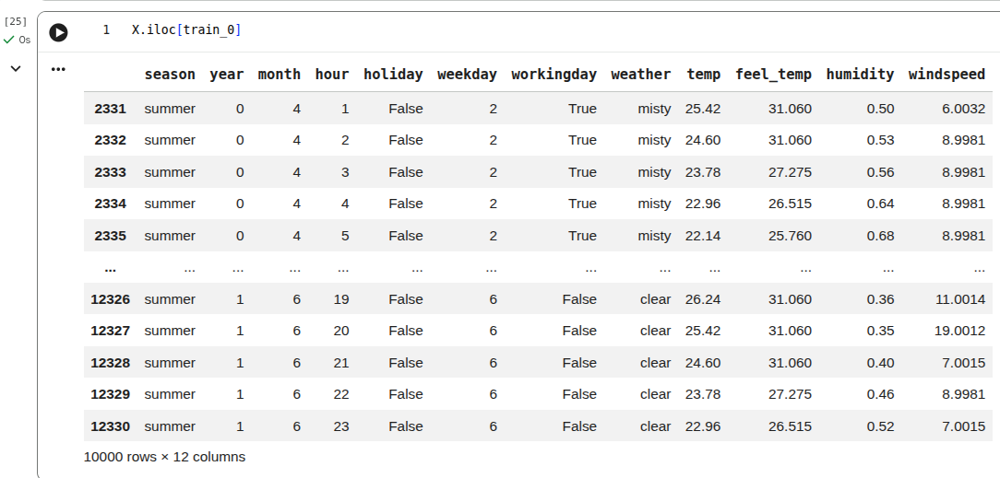 [25]
0s
1 X.iloc[train_0]
season year month hour holiday weekday workingday weather temp feel_temp humidity windspeed
2331 summer 0 4 1 False 2 True misty 25.42 31.060 0.50 6.0032
2332 summer 0 4 2 False 2 True misty 24.60 31.060 0.53 8.9981
2333 summer 0 4 3 False 2 True misty 23.78 27.275 0.56 8.9981
2334 summer 0 4 4 False 2 True misty 22.96 26.515 0.64 8.9981
2335 summer 0 4 5 False 2 True misty 22.14 25.760 0.68 8.9981
... ... ... ... ... ... ... ... ... ... ... ... ...
12326 summer 1 6 19 False 6 False clear 26.24 31.060 0.36 11.0014
12327 summer 1 6 20 False 6 False clear 25.42 31.060 0.35 19.0012
12328 summer 1 6 21 False 6 False clear 24.60 31.060 0.40 7.0015
12329 summer 1 6 22 False 6 False clear 23.78 27.275 0.46 8.9981
12330 summer 1 6 23 False 6 False clear 22.96 26.515 0.52 7.0015
10000 rows × 12 columns